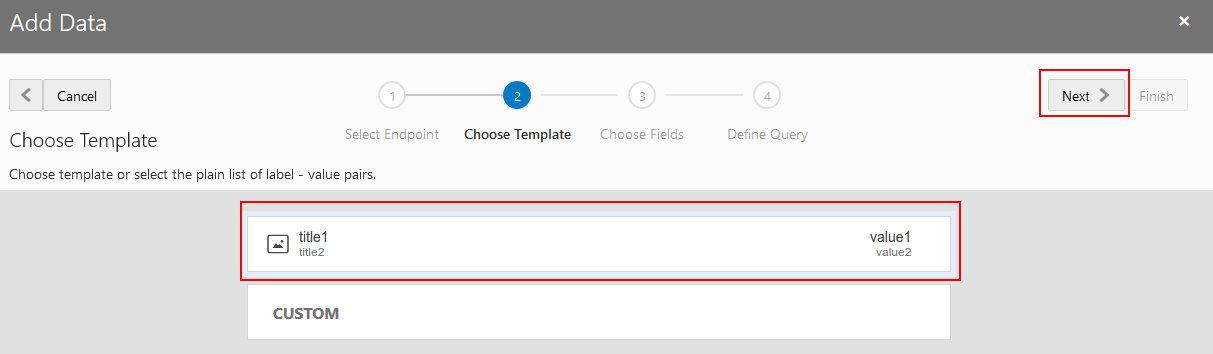 Add Data
×
Cancel
1
2
3
4
Next
Finish
Select Endpoint
Choose Template
Choose Fields
Define Query
Choose Template
Choose template or select the plain list of label - value pairs.
title1
value1
title2
value2
CUSTOM